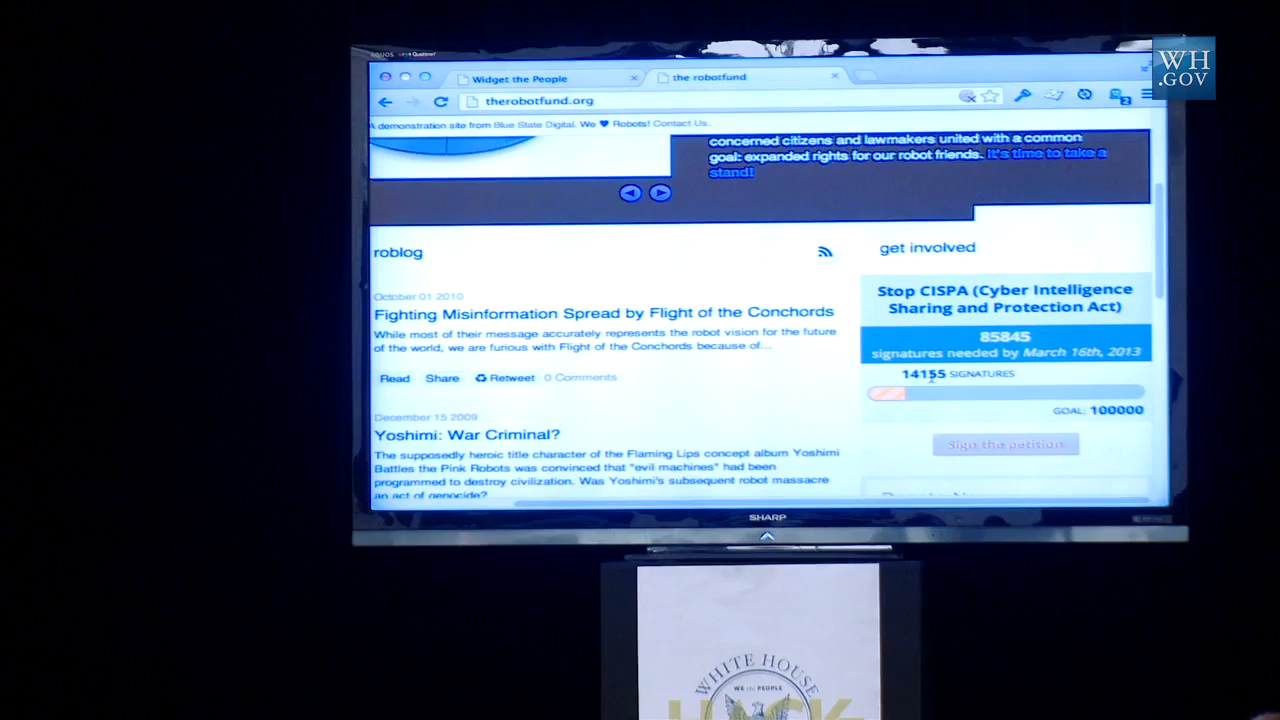 WH
.GOV
AQUOS
Quattron
Widget the People
the robotfund
therobotfund.org
2
A demonstration site from Blue State Digital. We ♥ Robots! Contact Us.
concerned citizens and lawmakers united with a common
goal: expanded rights for our robot friends. It's time to take a
stand!
roblog
get involved
October 01 2010
Fighting Misinformation Spread by Flight of the Conchords
While most of their message accurately represents the robot vision for the future
of the world, we are furious with Flight of the Conchords because of...
Read Share Retweet 0 Comments
December 15 2009
Yoshimi: War Criminal?
The supposedly heroic title character of the Flaming Lips concept album Yoshimi
Battles the Pink Robots was convinced that "evil machines" had been
programmed to destroy civilization. Was Yoshimi's subsequent robot massacre
an act of genocide?
Stop CISPA (Cyber Intelligence
Sharing and Protection Act)
85845
signatures needed by March 16th, 2013
14155 SIGNATURES
GOAL: 100000
Sign the petition
SHARP
WHITE HOUSE
WE THE PEOPLE
HACK